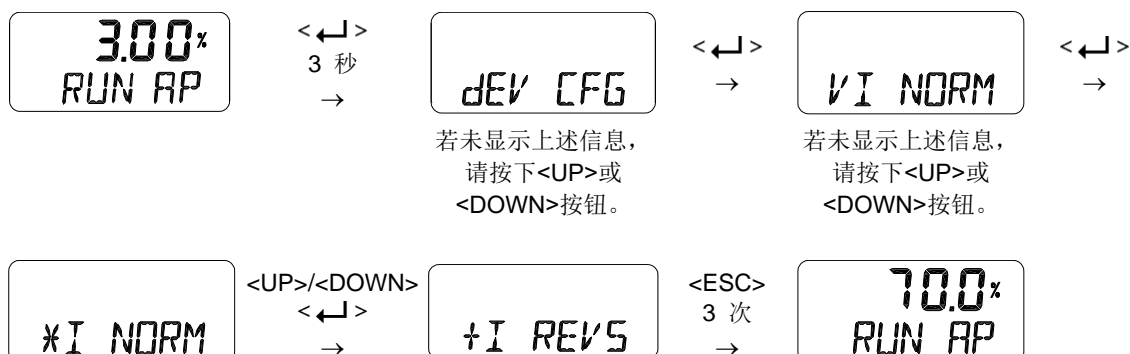 3.00%
RUN AP
<↵>
3 秒
→
dEV CFG
若未显示上述信息，
请按下<UP>或
<DOWN>按钮。
<↵>
→
VI NORM
若未显示上述信息，
请按下<UP>或
<DOWN>按钮。
<↵>
→
*I NORM
<UP>/<DOWN>
<↵>
→
+I REVS
<ESC>
3 次
→
70.0%
RUN AP